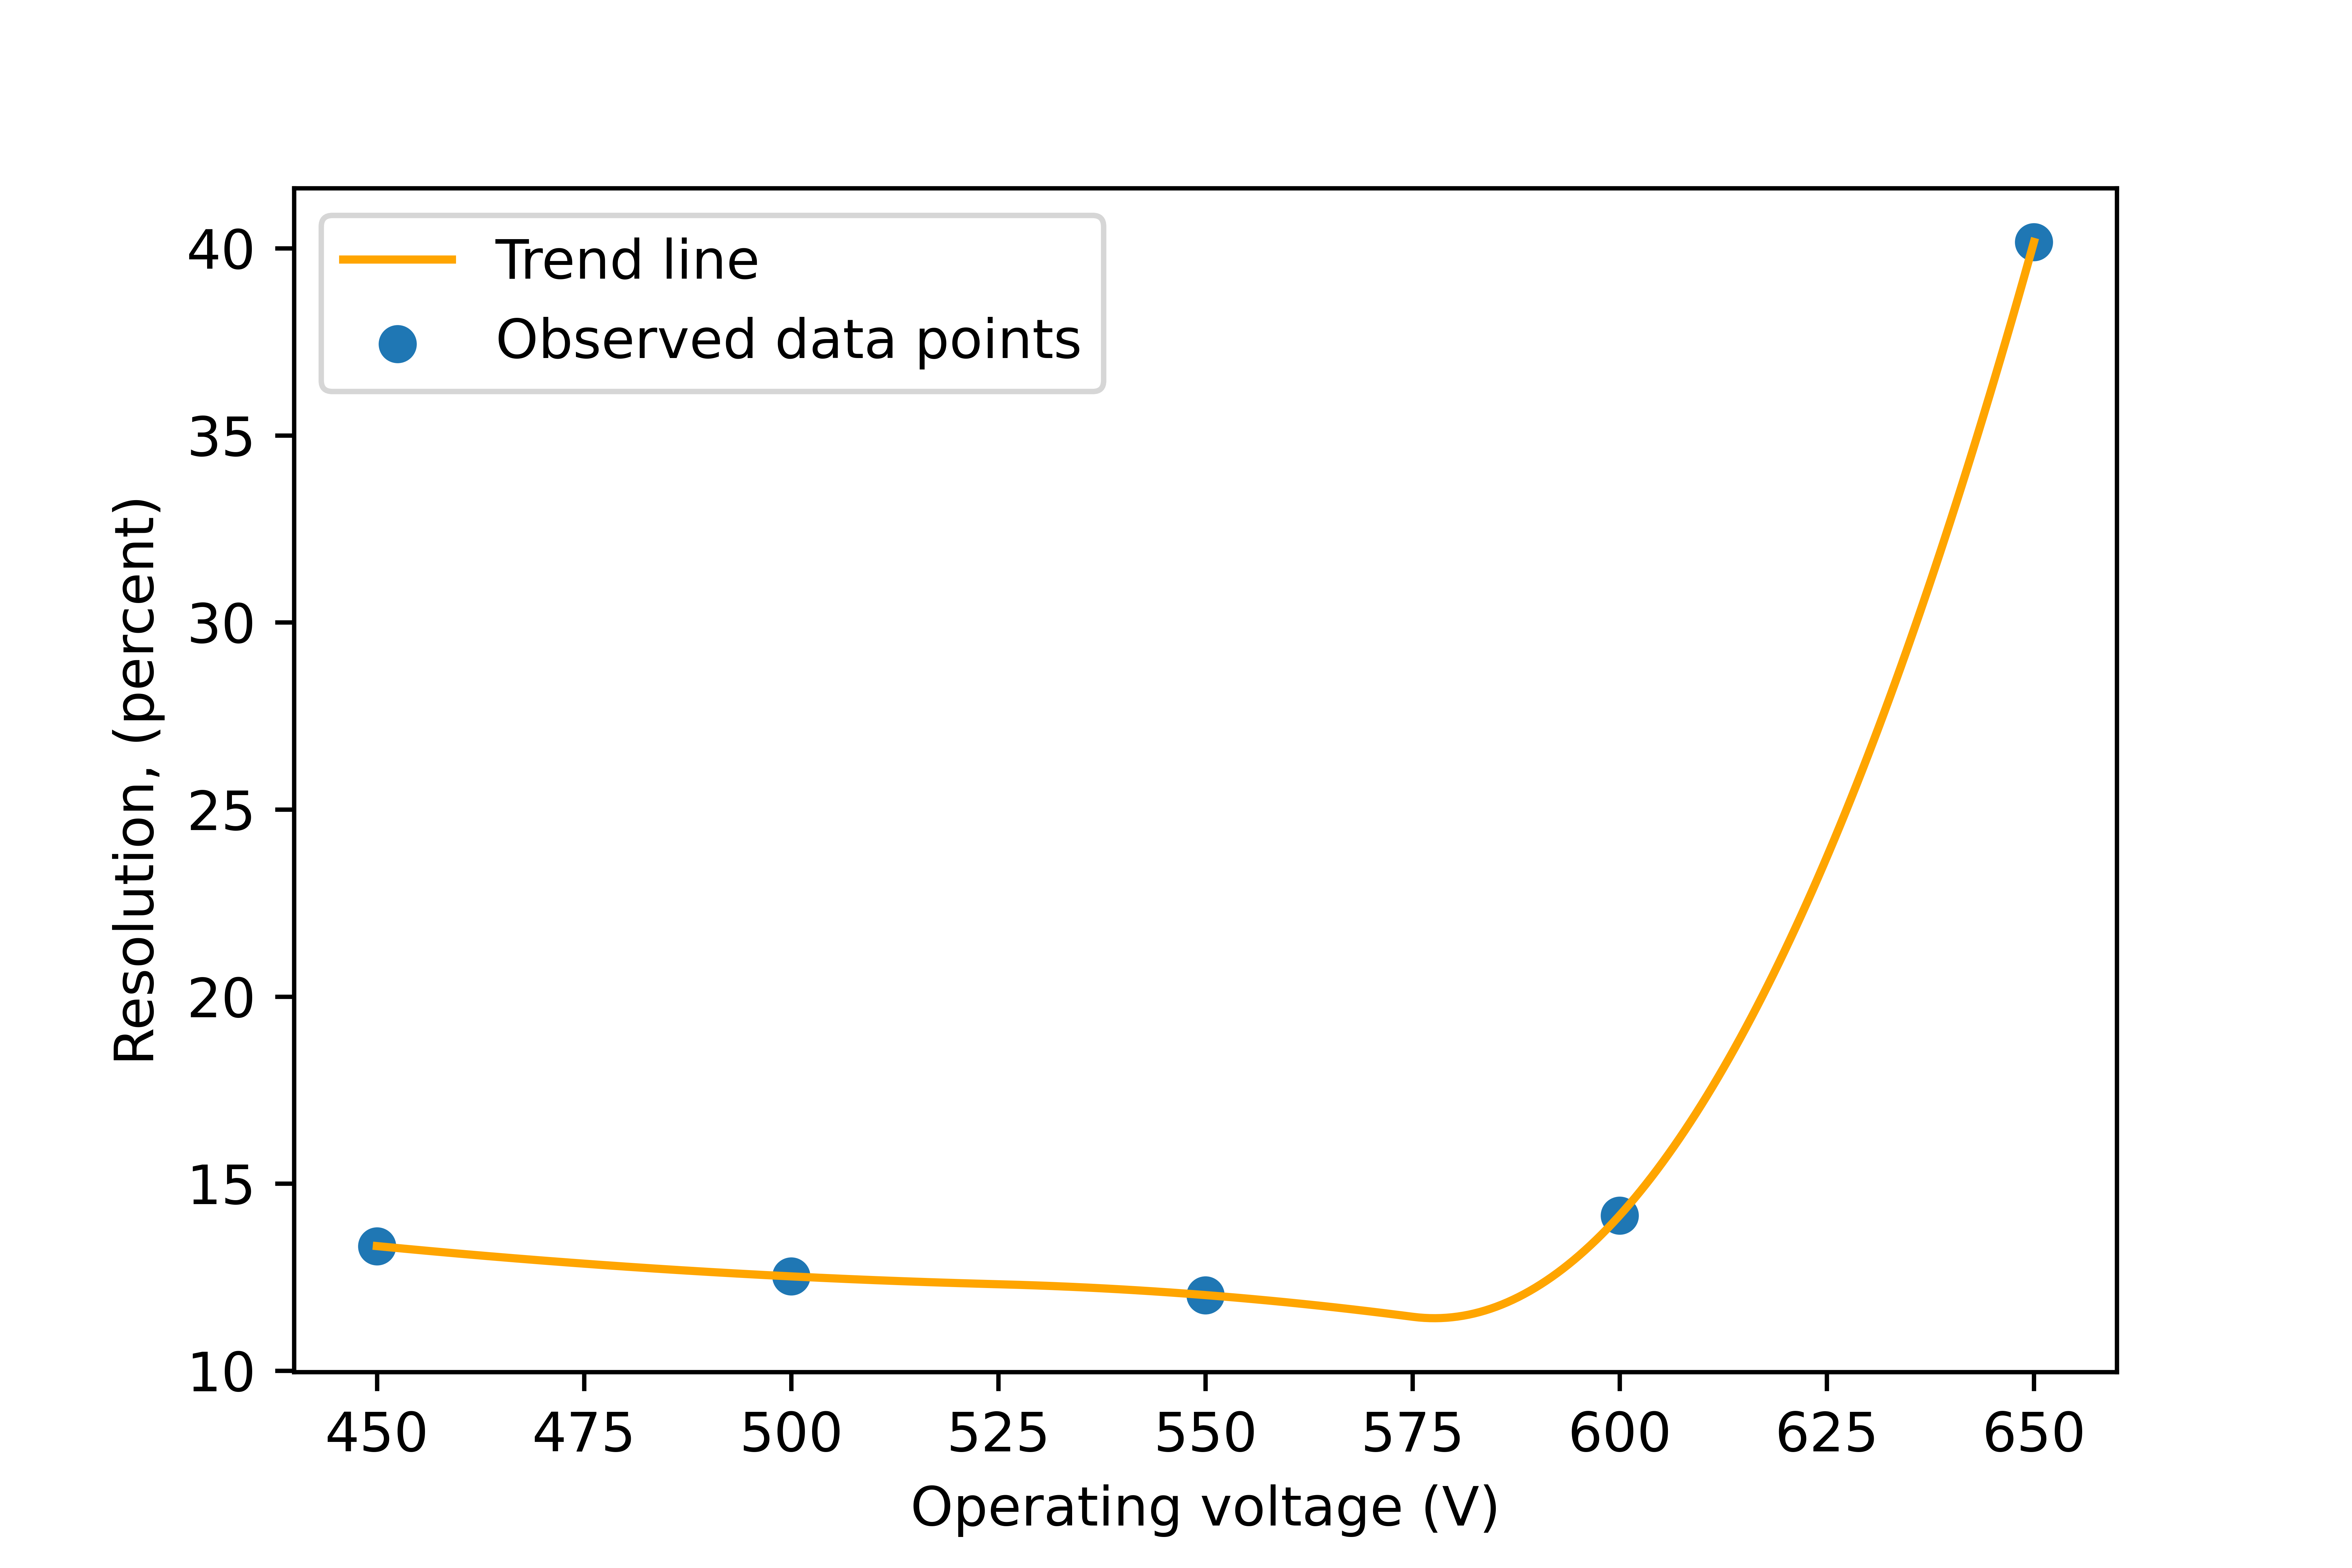 Trend line
Observed data points
40
35
30
25
20
15
10
Resolution, (percent)
450 475 500 525 550 575 600 625 650
Operating voltage (V)